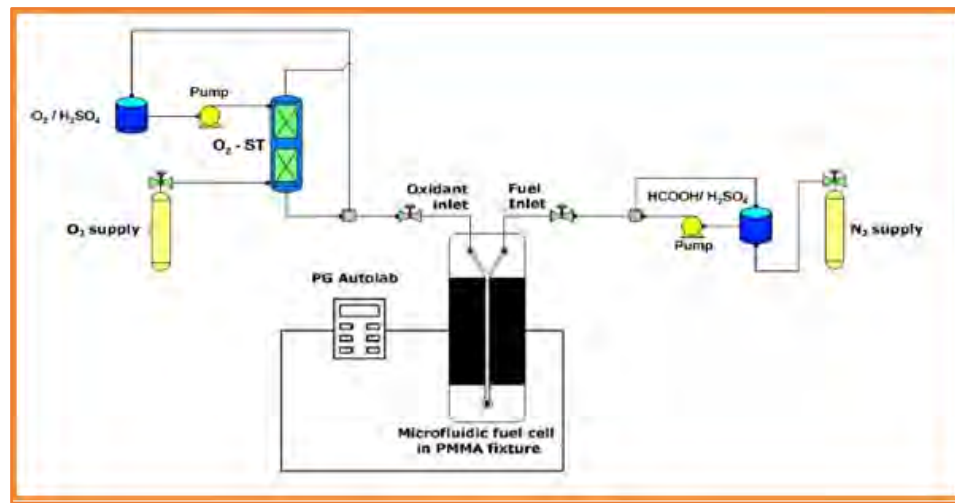 Pump
O₂ / H₂SO₄
O₂ - ST
Oxidant
inlet
Fuel
Inlet
HCOOH/ H₂SO₄
O₂ supply
Pump
N₂ supply
PG Autolab
Microfluidic fuel cell
in PMMA fixture